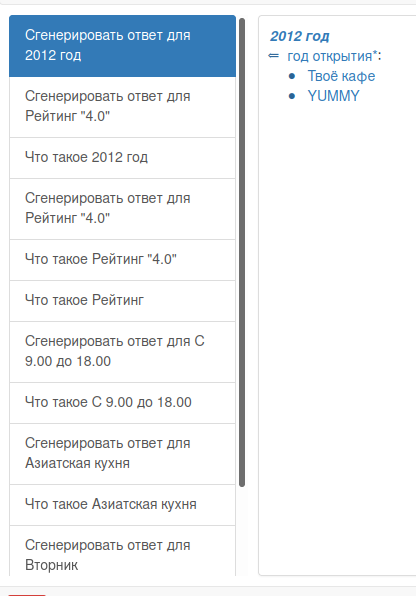 Сгенерировать ответ для
2012 год
Сгенерировать ответ для
Рейтинг "4.0"
Что такое 2012 год
Сгенерировать ответ для
Рейтинг "4.0"
Что такое Рейтинг "4.0"
Что такое Рейтинг
Сгенерировать ответ для С
9.00 до 18.00
Что такое С 9.00 до 18.00
Сгенерировать ответ для
Азиатская кухня
Что такое Азиатская кухня
Сгенерировать ответ для
Вторник
2012 год
⇐ год открытия*:
● Твоё кафе
● YUMMY